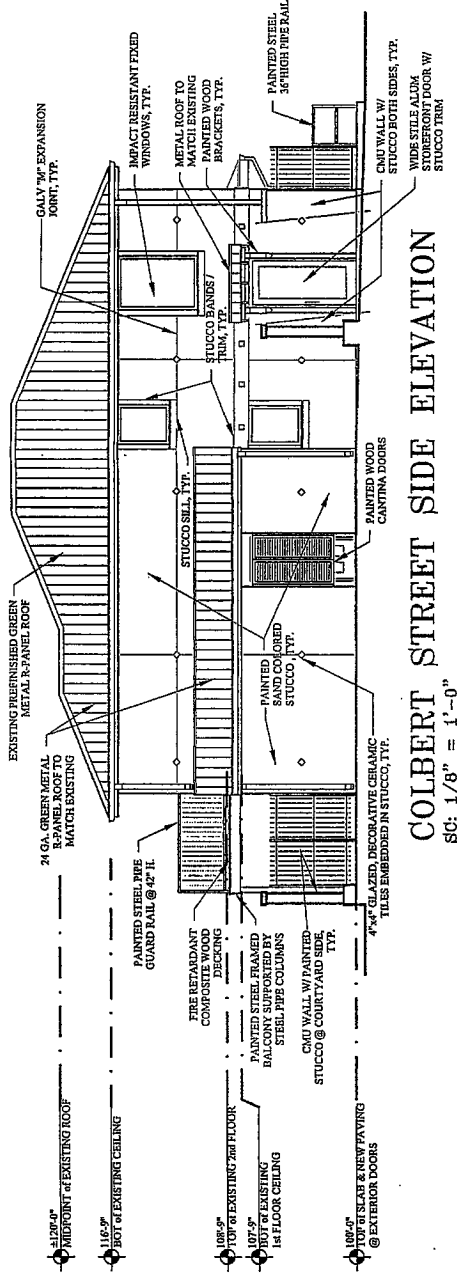 ±120'-0"
MIDPOINT of EXISTING ROOF
116'-9"
BOT of EXISTING CEILING
108'-9"
TOP of EXISTING 2nd FLOOR
107'-9"
BOT of EXISTING
1st FLOOR CEILING
100'-0"
TOP of SLAB & NEW PAVING
@ EXTERIOR DOORS
EXISTING PREFINISHED GREEN
METAL R-PANEL ROOF
24 GA. GREEN METAL
R-PANEL ROOF TO
MATCH EXISTING
PAINTED STEEL PIPE
GUARD RAIL @ 42" H.
FIRE RETARDANT
COMPOSITE WOOD
DECKING
PAINTED STEEL FRAMED
BALCONY SUPPORTED BY
STEEL PIPE COLUMNS
CMU WALL W/ PAINTED
STUCCO @ COURTYARD SIDE,
TYP.
4"x4" GLAZED, DECORATIVE CERAMIC
TILES EMBEDDED IN STUCCO, TYP.
PAINTED
SAND COLORED
STUCCO, TYP.
STUCCO SILL, TYP.
STUCCO BANDS /
TRIM, TYP.
PAINTED WOOD
CANTINA DOORS
GALV "M" EXPANSION
JOINT, TYP.
IMPACT RESISTANT FIXED
WINDOWS, TYP.
METAL ROOF TO
MATCH EXISTING
PAINTED WOOD
BRACKETS, TYP.
PAINTED STEEL
36"HIGH PIPE RAIL
CMU WALL W/
STUCCO BOTH SIDES, TYP.
WIDE STILE ALUM
STOREFRONT DOOR W/
STUCCO TRIM
COLBERT STREET SIDE ELEVATION
SC: 1/8" = 1'-0"